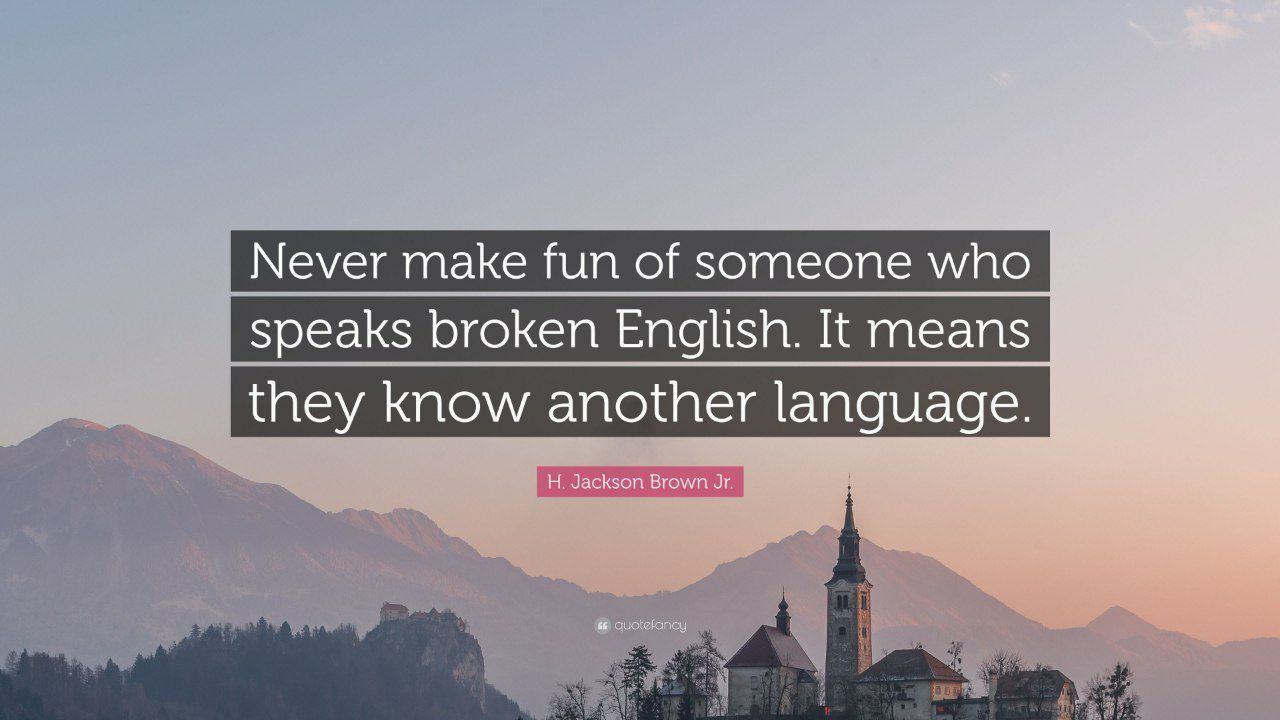 Never make fun of someone who
speaks broken English. It means
they know another language.
H. Jackson Brown Jr.
quotefancy